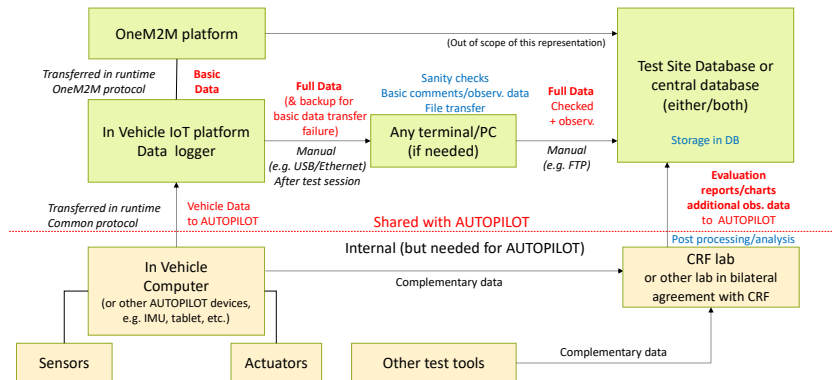 OneM2M platform
(Out of scope of this representation)
Test Site Database or
central database
(either/both)
Storage in DB
Transferred in runtime
OneM2M protocol
Basic
Data
Full Data
(& backup for
basic data transfer
failure)
Sanity checks
Basic comments/observ. data
File transfer
Full Data
Checked
+ observ.
In Vehicle IoT platform
Data logger
Any terminal/PC
(if needed)
Manual
(e.g. USB/Ethernet)
After test session
Manual
(e.g. FTP)
Transferred in runtime
Common protocol
Vehicle Data
to AUTOPILOT
Evaluation
reports/charts
additional obs. data
to AUTOPILOT
Shared with AUTOPILOT
Internal (but needed for AUTOPILOT)
Post processing/analysis
In Vehicle
Computer
(or other AUTOPILOT devices,
e.g. IMU, tablet, etc.)
Complementary data
CRF lab
or other lab in bilateral
agreement with CRF
Sensors
Actuators
Other test tools
Complementary data